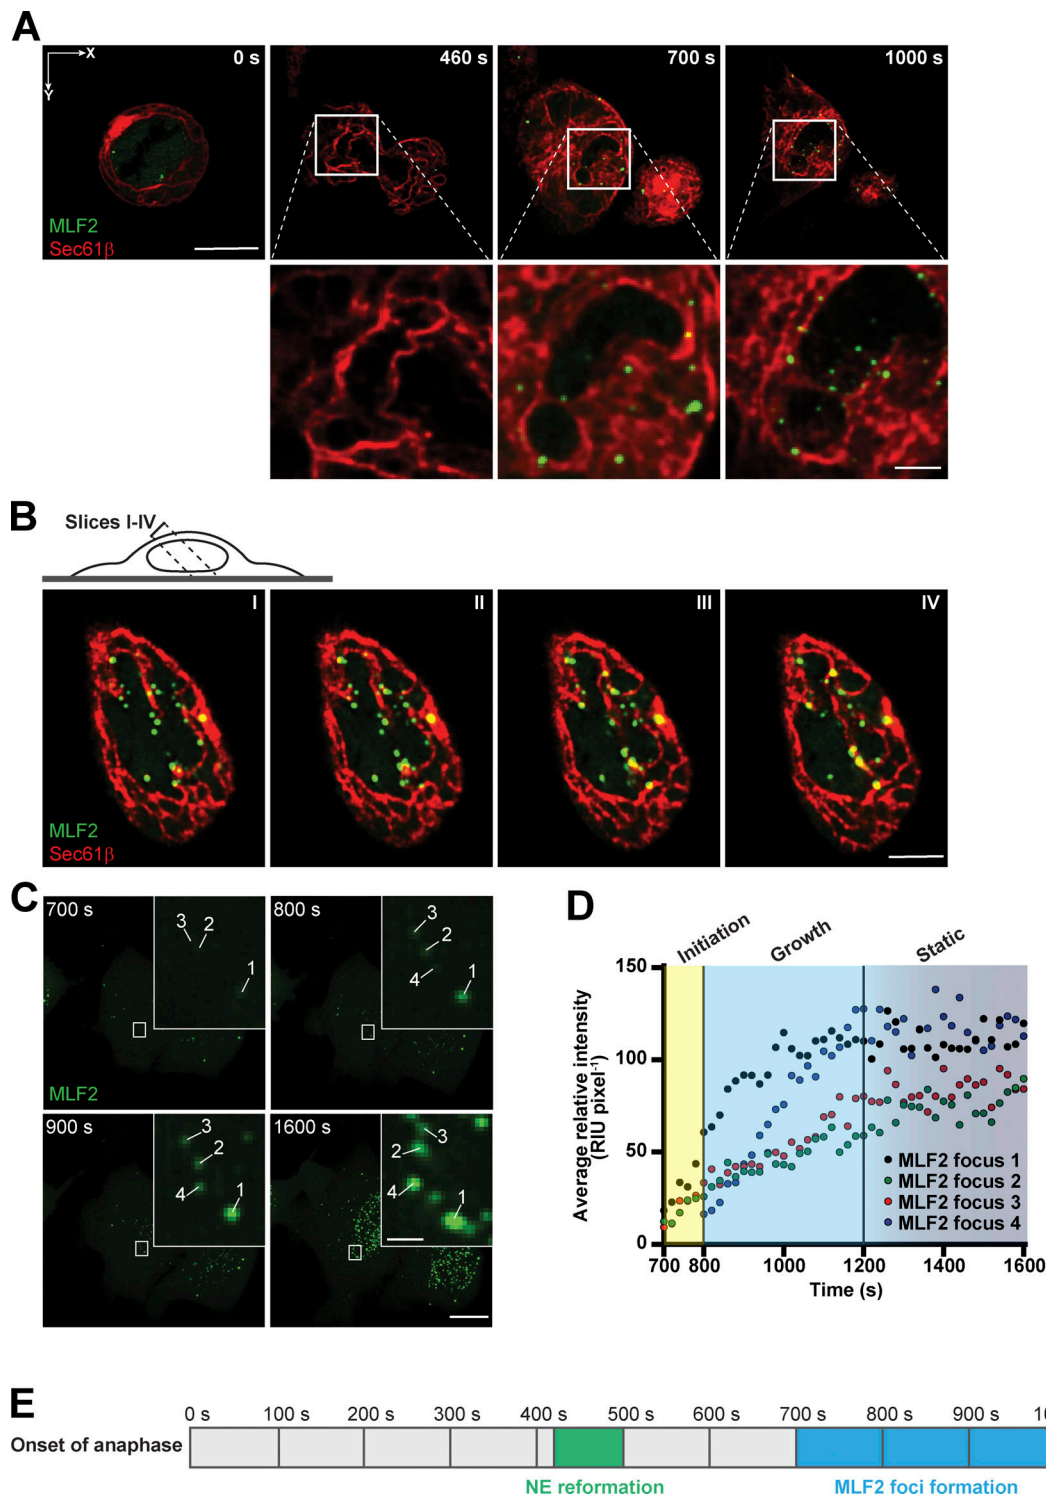 A
X
Y
0 s
460 s
700 s
1000 s
MLF2
Sec61β
B
Slices I-IV
I
II
III
IV
MLF2
Sec61β
C
700 s
3
2
1
800 s
3
2
4
1
MLF2
900 s
3
2
4
1
1600 s
3
2
4
1
D
Initiation
Growth
Static
Average relative intensity
(RIU pixel⁻¹)
150
100
50
0
MLF2 focus 1
MLF2 focus 2
MLF2 focus 3
MLF2 focus 4
700 800 1000 1200 1400 1600
Time (s)
E
0 s 100 s 200 s 300 s 400 s 500 s 600 s 700 s 800 s 900 s 10
Onset of anaphase
NE reformation
MLF2 foci formation